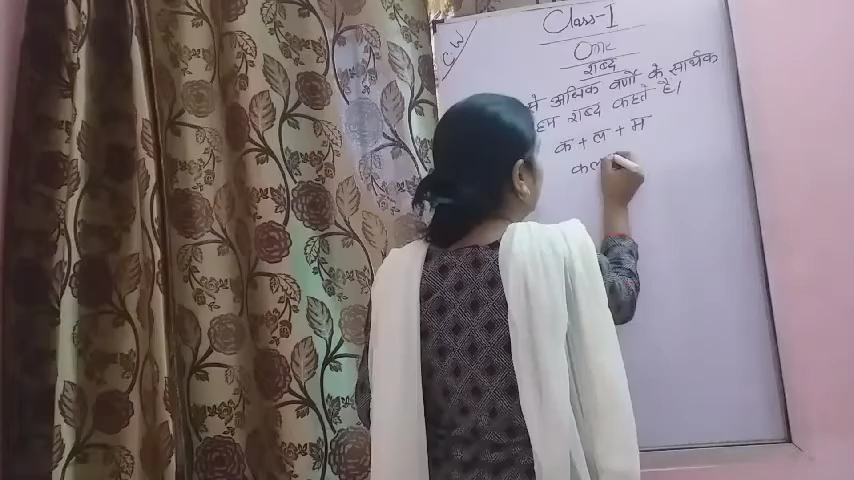 Class-I
C.W
शब्द
से अधिक वर्णों के सार्थक
हम शब्द कहते है।
क + ल + म
कल